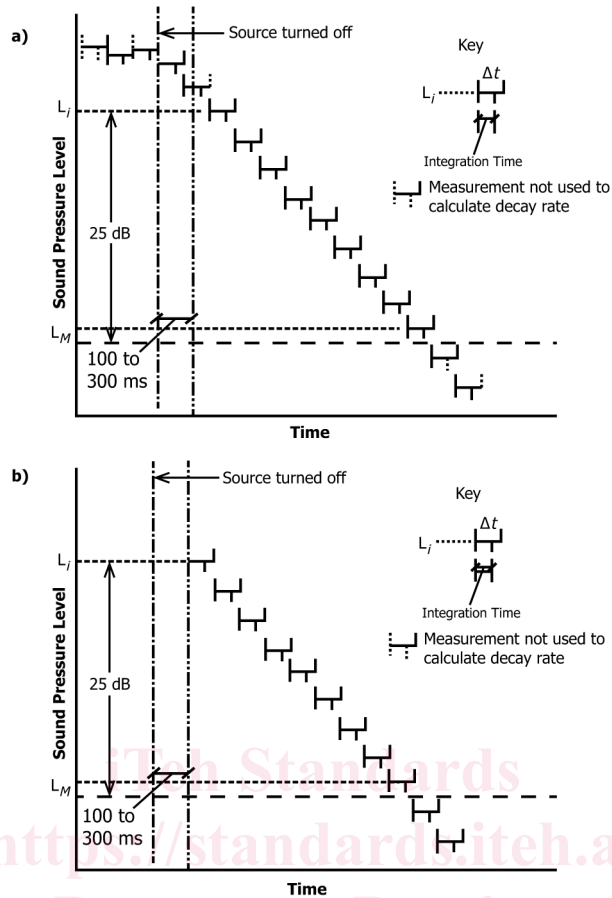 a)
Source turned off
Key
Δt
L_i
L_i
Integration Time
Measurement not used to
calculate decay rate
Sound Pressure Level
25 dB
L_M
100 to
300 ms
Time
b)
Source turned off
Key
Δt
L_i
L_i
Integration Time
Measurement not used to
calculate decay rate
Sound Pressure Level
25 dB
iTeh Standards
L_M
100 to
300 ms
https://standards.iteh.a
Time